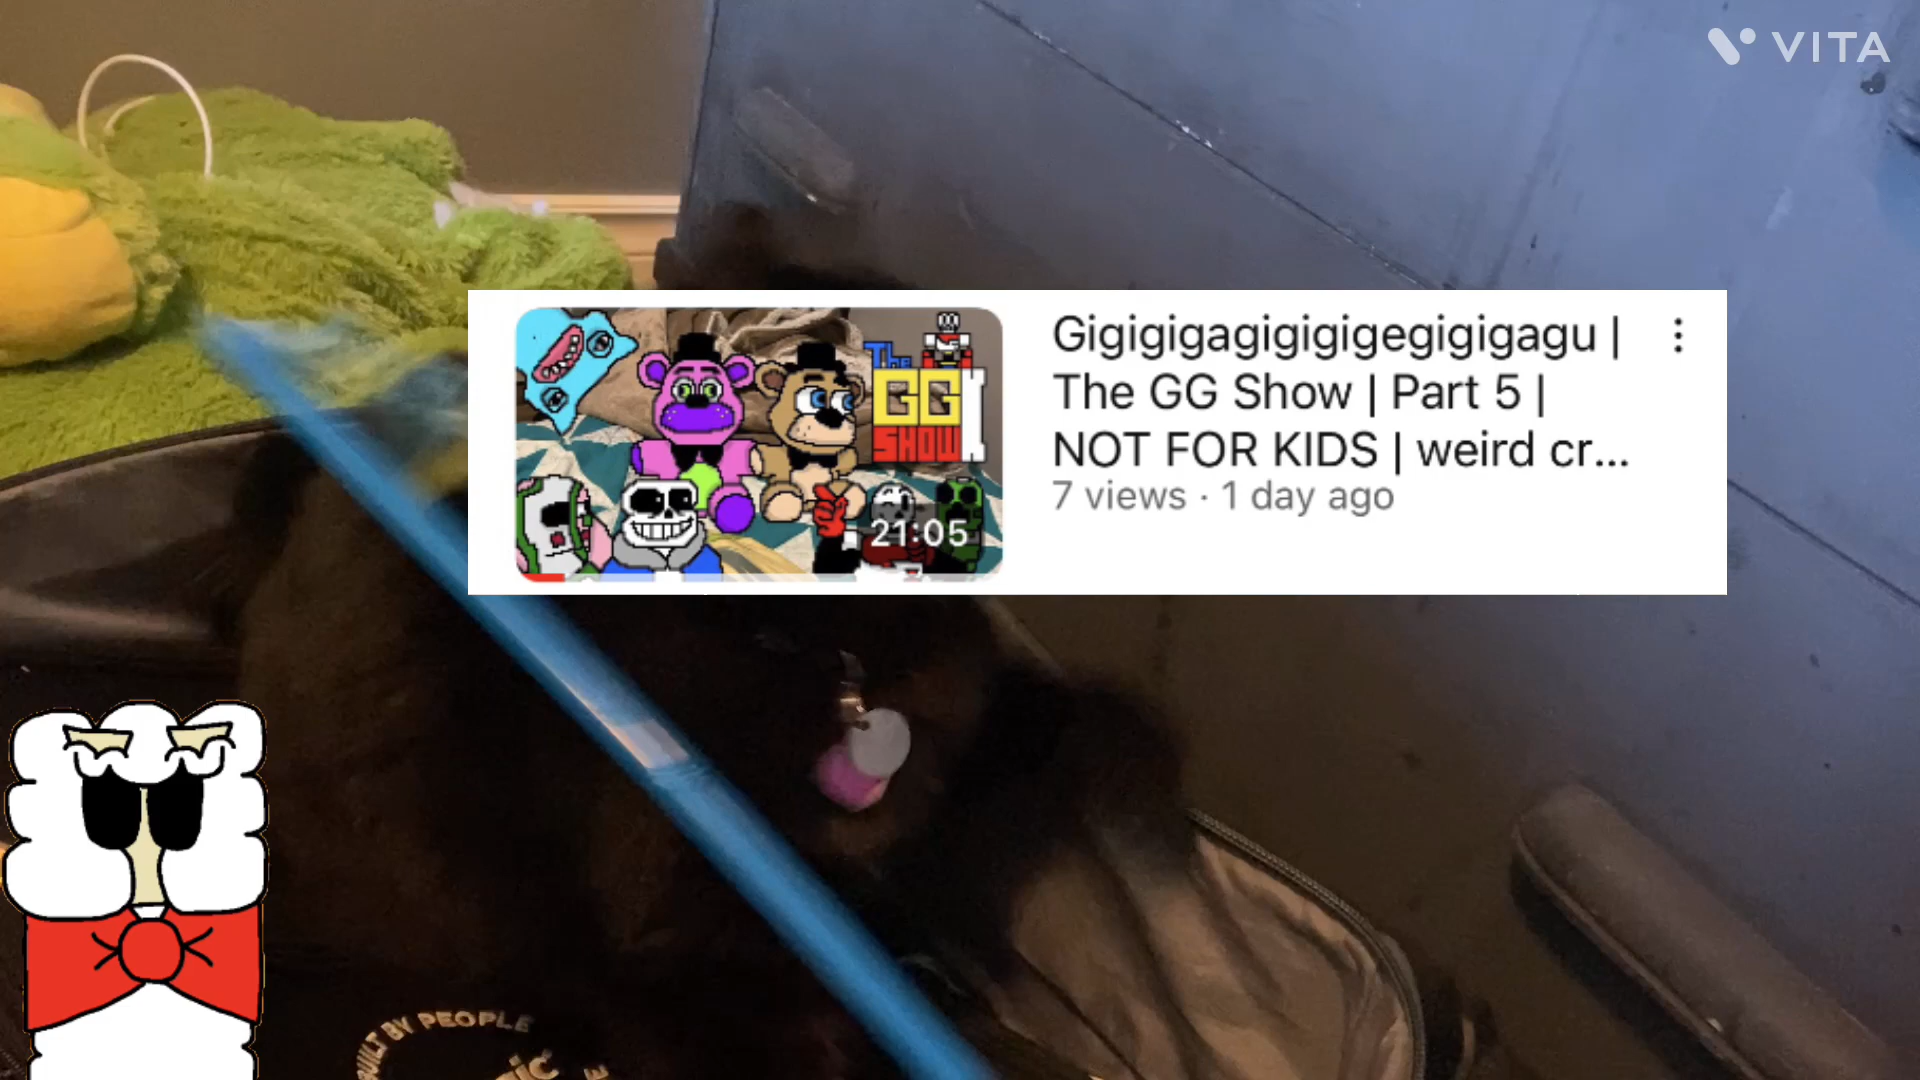 VITA
Gigigigagigigigegigigagu |
The GG Show | Part 5 |
NOT FOR KIDS | weird cr...
7 views · 1 day ago
The
GG
SHOW
21:05
BUILT BY PEOPLE